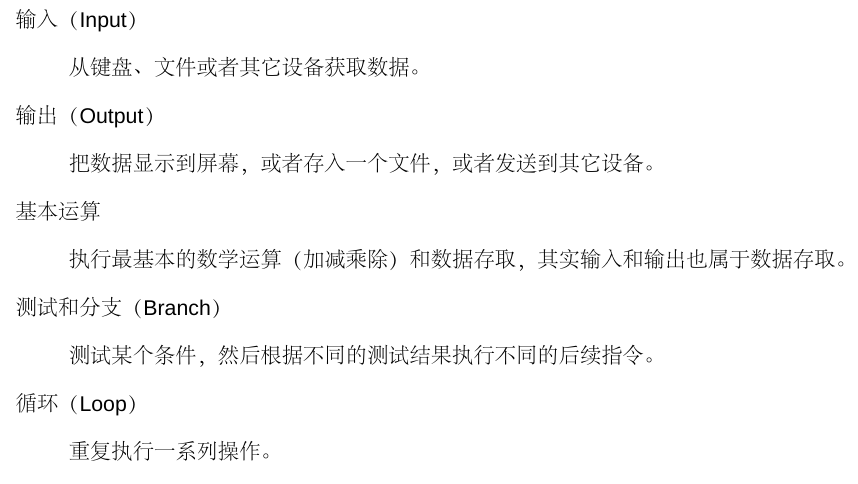 输入（Input）
从键盘、文件或者其它设备获取数据。
输出（Output）
把数据显示到屏幕，或者存入一个文件，或者发送到其它设备。
基本运算
执行最基本的数学运算（加减乘除）和数据存取，其实输入和输出也属于数据存取。
测试和分支（Branch）
测试某个条件，然后根据不同的测试结果执行不同的后续指令。
循环（Loop）
重复执行一系列操作。